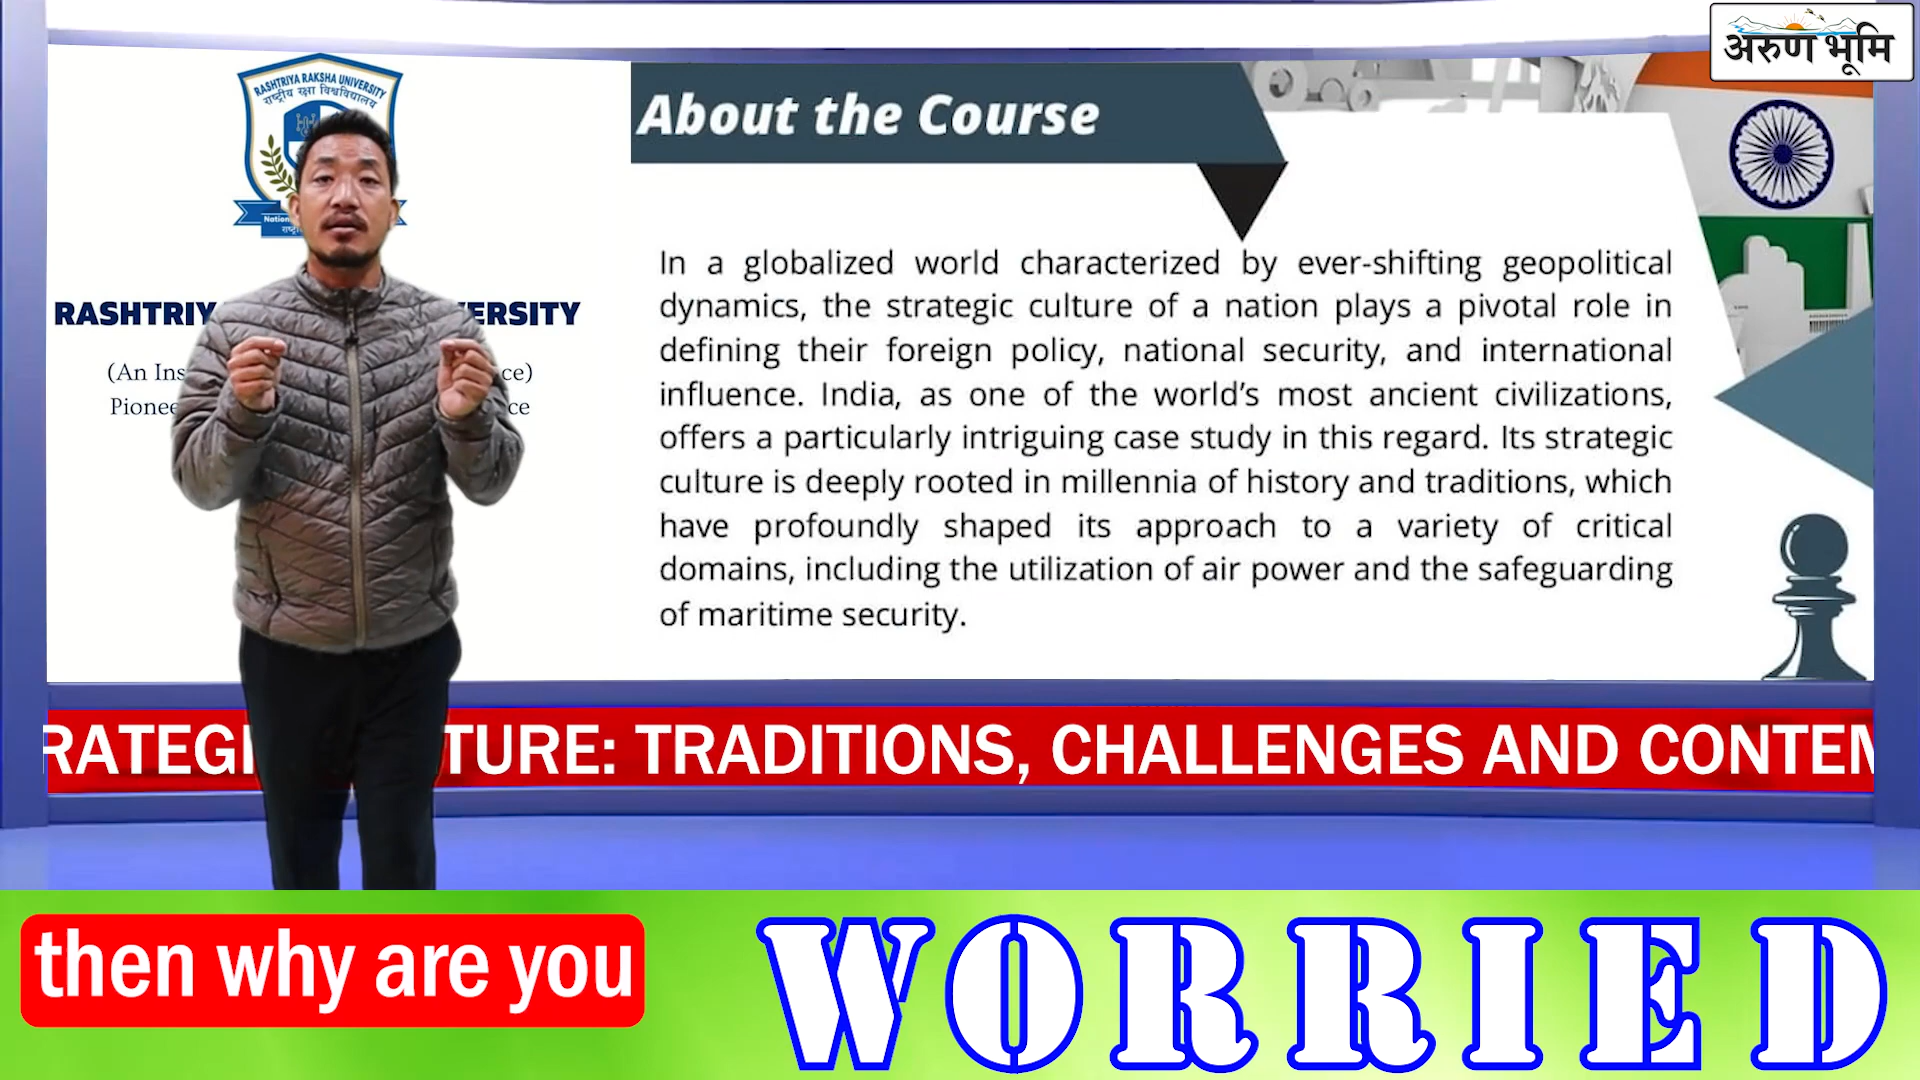 अरुण भूमि
RASHTRIYA RAKSHA UNIVERSITY
राष्ट्रीय रक्षा विश्वविद्यालय
About the Course
In a globalized world characterized by ever-shifting geopolitical
dynamics, the strategic culture of a nation plays a pivotal role in
defining their foreign policy, national security, and international
influence. India, as one of the world's most ancient civilizations,
offers a particularly intriguing case study in this regard. Its strategic
culture is deeply rooted in millennia of history and traditions, which
have profoundly shaped its approach to a variety of critical
domains, including the utilization of air power and the safeguarding
of maritime security.
RASHTRIY ERSITY
(An Ins ce)
Pionee ce
RATEGI TURE: TRADITIONS, CHALLENGES AND CONTEM
then why are you
WORRIED